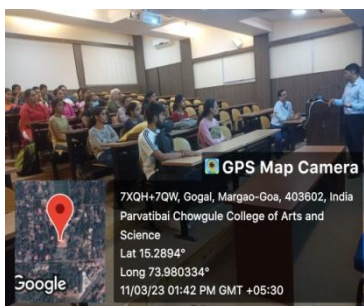 GPS Map Camera
7XQH+7QW, Gogal, Margao-Goa, 403602, India
Parvatibai Chowgule College of Arts and
Science
Lat 15.2894°
Long 73.980334°
11/03/23 01:42 PM GMT +05:30
Google